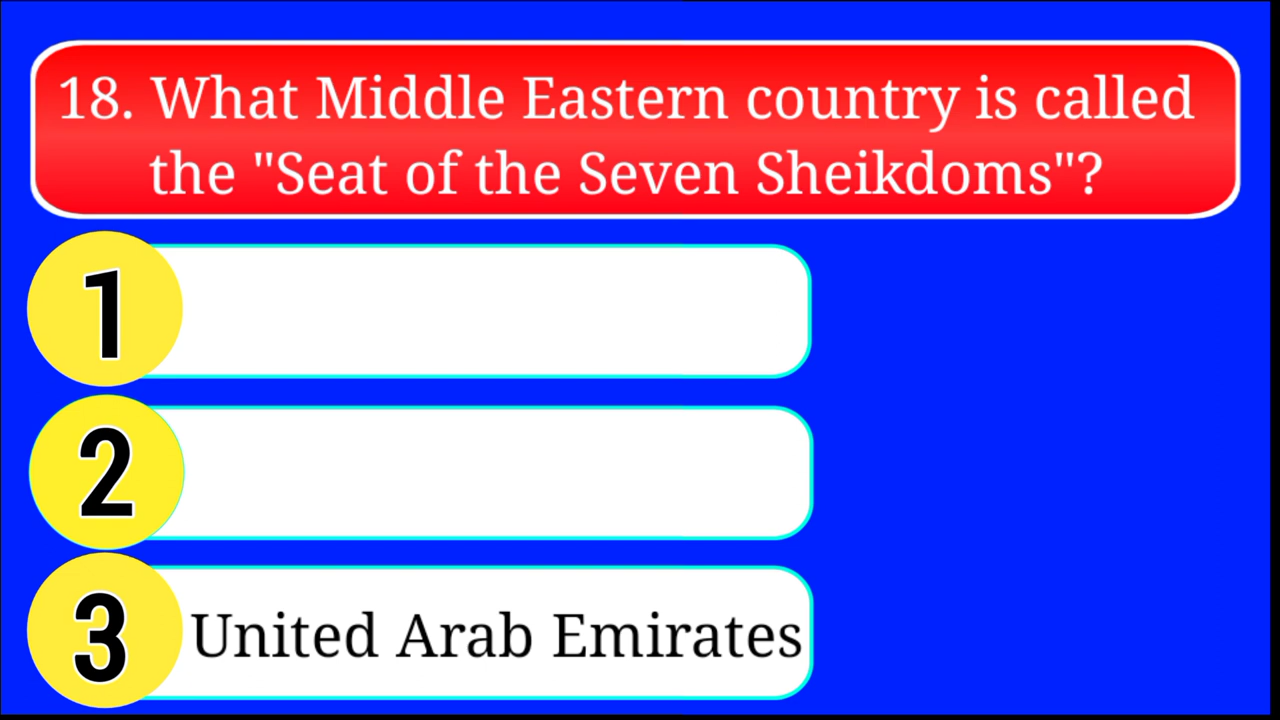 18. What Middle Eastern country is called
the "Seat of the Seven Sheikdoms"?
1
2
3 United Arab Emirates